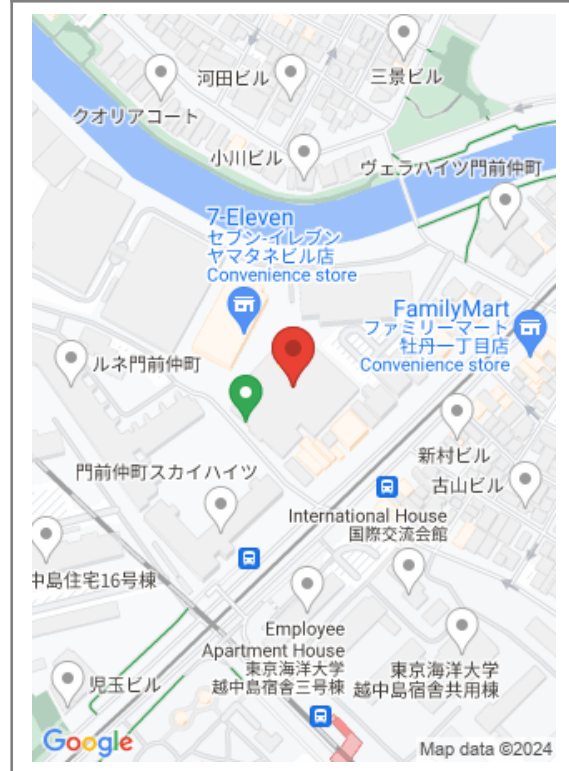 河田ビル
三景ビル
クオリアコート
小川ビル
ヴェラハイツ門前仲町
7-Eleven
セブン-イレブン
ヤマタネビル店
Convenience store
FamilyMart
ファミリーマート
牡丹一丁目店
Convenience store
ルネ門前仲町
新村ビル
門前仲町スカイハイツ
古山ビル
International House
国際交流会館
中島住宅16号棟
Employee
Apartment House
東京海洋大学
越中島宿舎三号棟
東京海洋大学
越中島宿舎共用棟
児玉ビル
Google
Map data ©2024